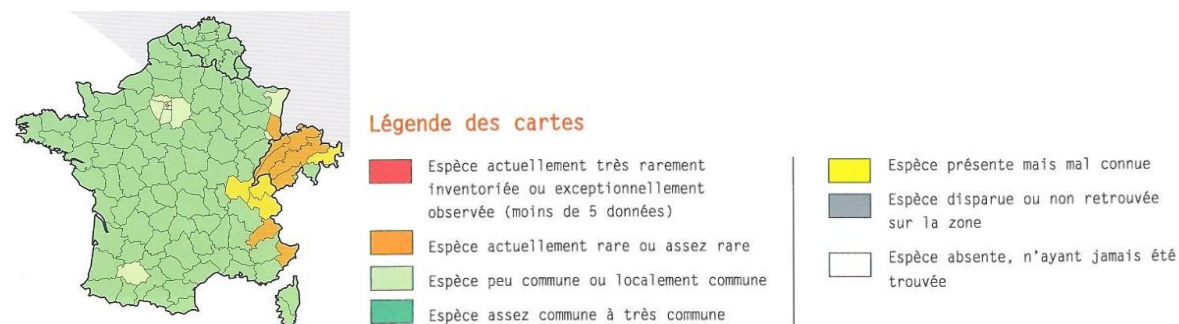 Légende des cartes
Espèce actuellement très rarement
inventoriée ou exceptionnellement
observée (moins de 5 données)
Espèce actuellement rare ou assez rare
Espèce peu commune ou localement commune
Espèce assez commune à très commune
Espèce présente mais mal connue
Espèce disparue ou non retrouvée
sur la zone
Espèce absente, n'ayant jamais été
trouvée